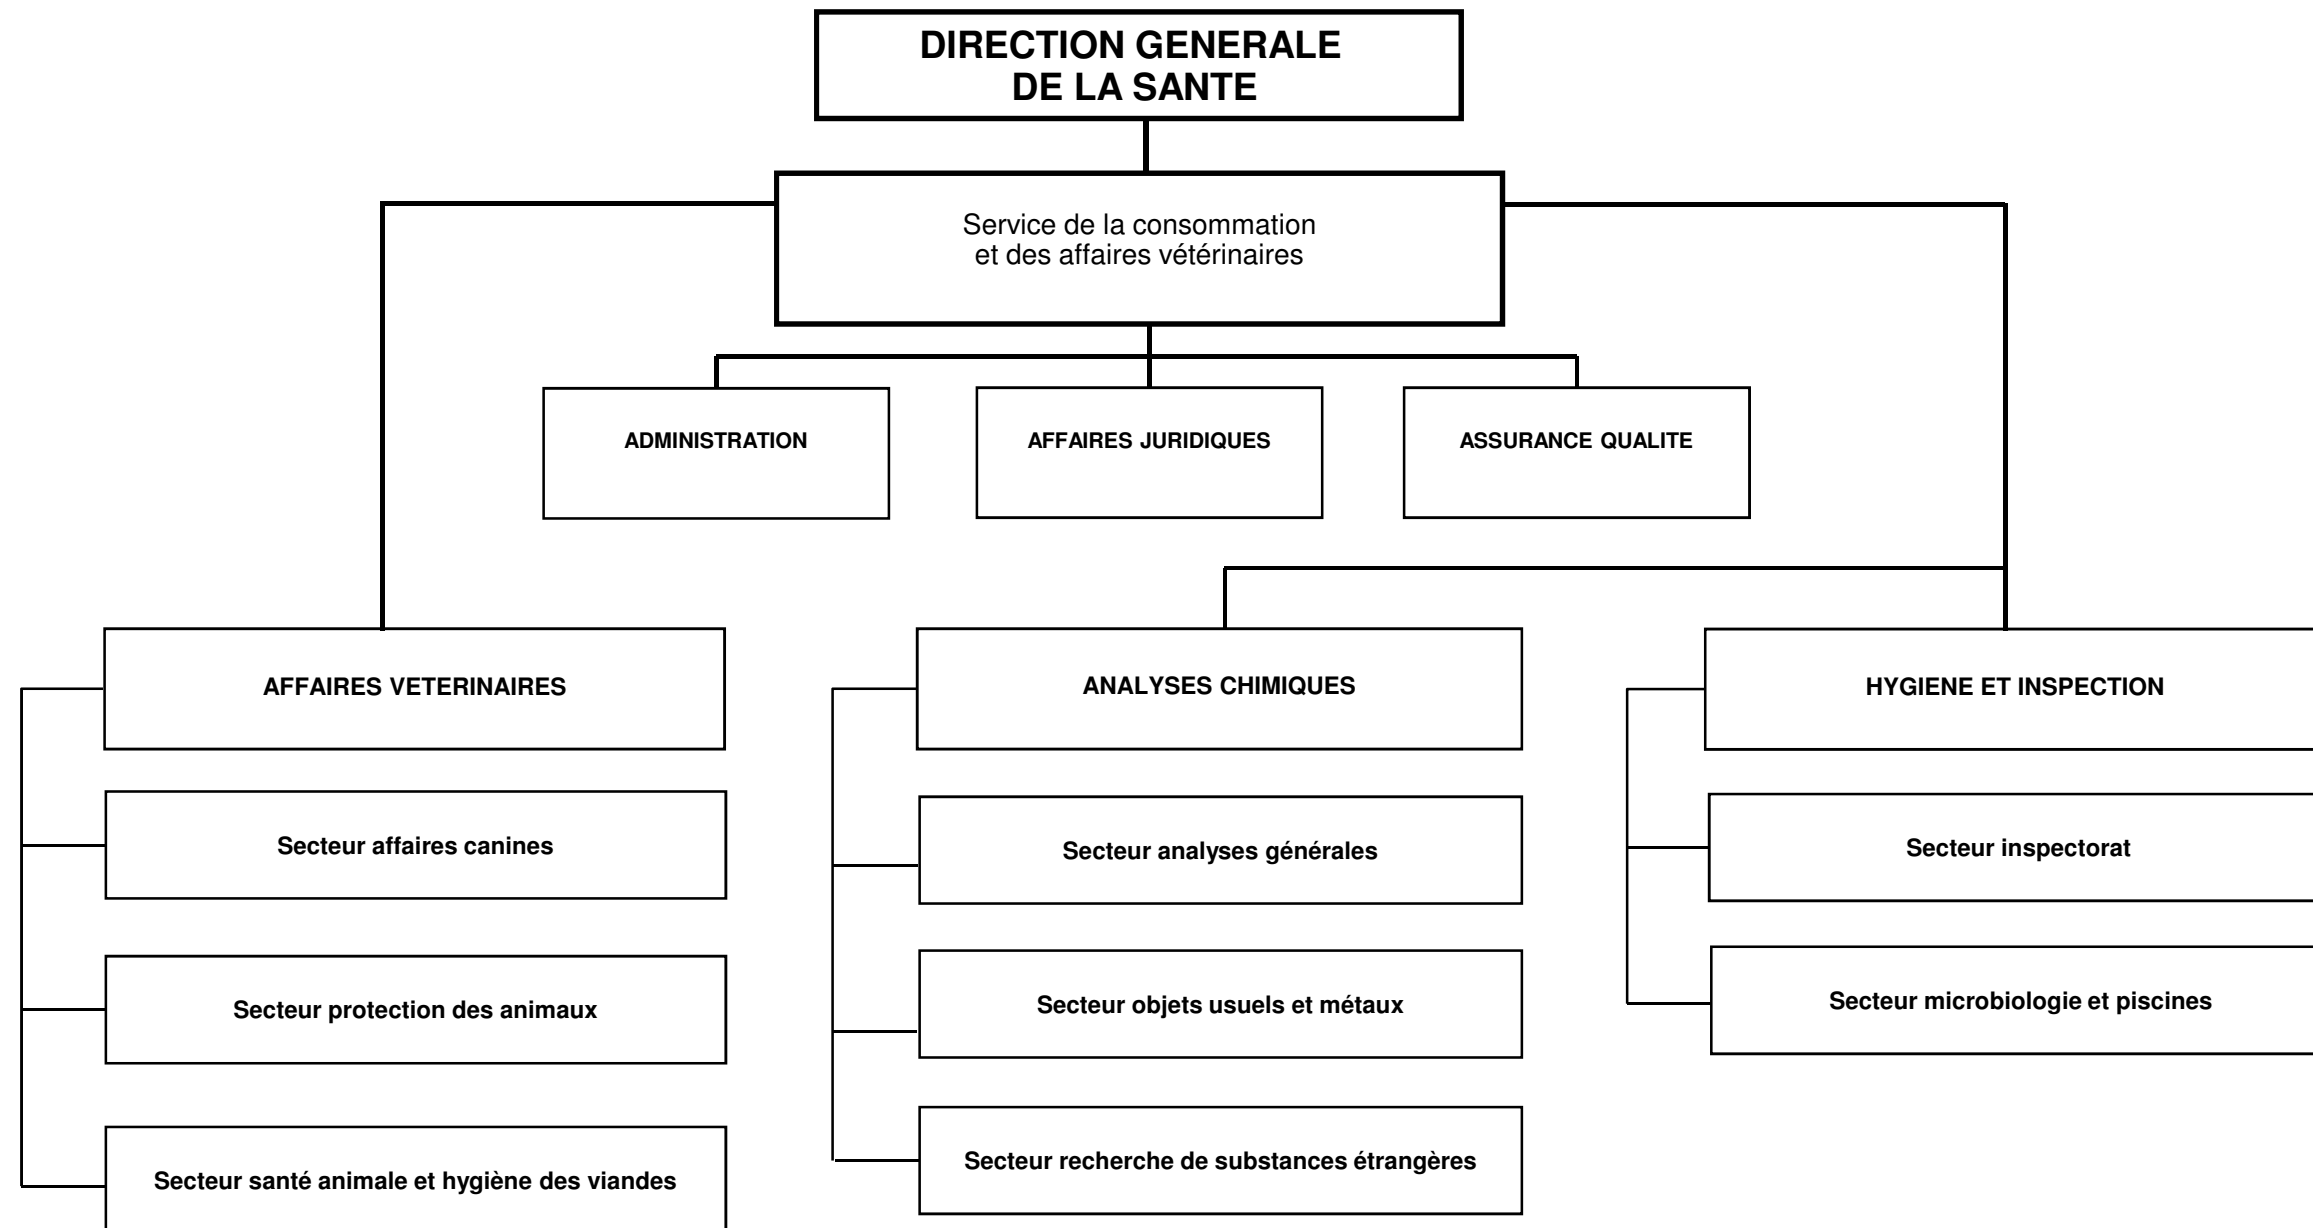 DIRECTION GENERALE
DE LA SANTE
Service de la consommation
et des affaires vétérinaires
ADMINISTRATION
AFFAIRES JURIDIQUES
ASSURANCE QUALITE
AFFAIRES VETERINAIRES
Secteur affaires canines
Secteur protection des animaux
Secteur santé animale et hygiène des viandes
ANALYSES CHIMIQUES
Secteur analyses générales
Secteur objets usuels et métaux
Secteur recherche de substances étrangères
HYGIENE ET INSPECTION
Secteur inspectorat
Secteur microbiologie et piscines